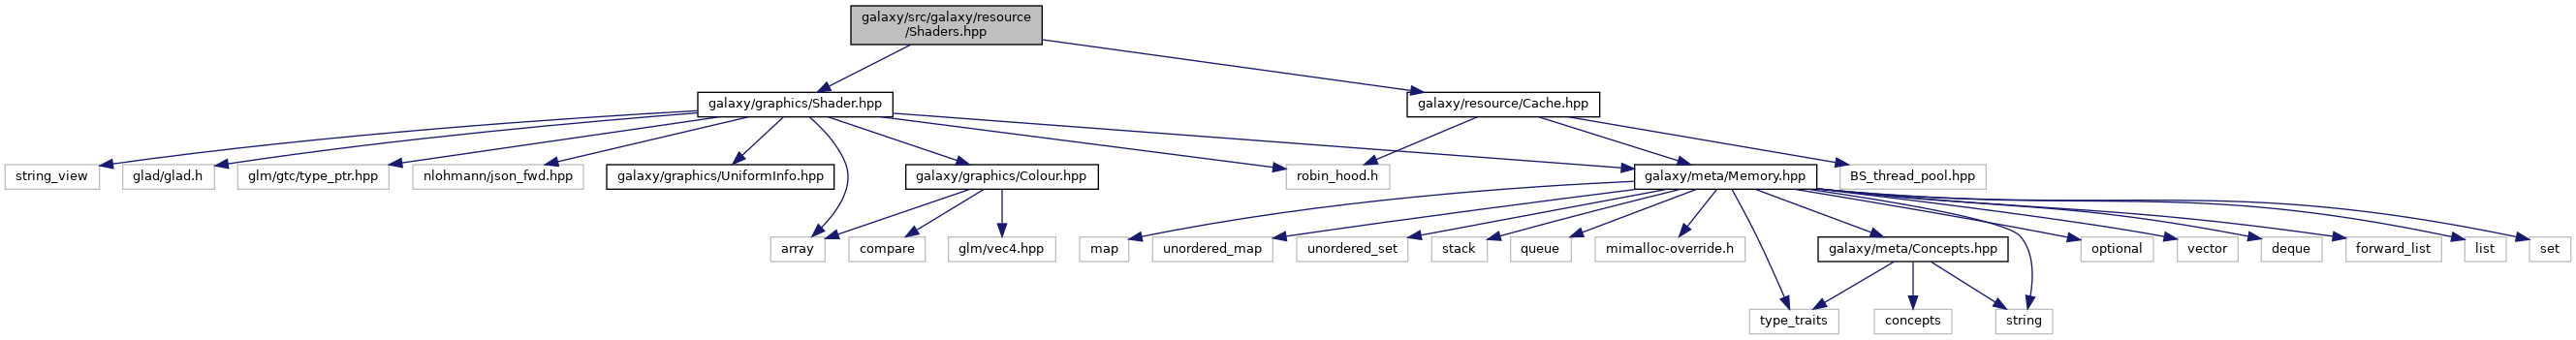 galaxy/src/galaxy/resource
/Shaders.hpp
galaxy/graphics/Shader.hpp
galaxy/resource/Cache.hpp
string_view
glad/glad.h
glm/gtc/type_ptr.hpp
nlohmann/json_fwd.hpp
galaxy/graphics/UniformInfo.hpp
galaxy/graphics/Colour.hpp
robin_hood.h
galaxy/meta/Memory.hpp
BS_thread_pool.hpp
array
compare
glm/vec4.hpp
map
unordered_map
unordered_set
stack
queue
mimalloc-override.h
galaxy/meta/Concepts.hpp
optional
vector
deque
forward_list
list
set
type_traits
concepts
string